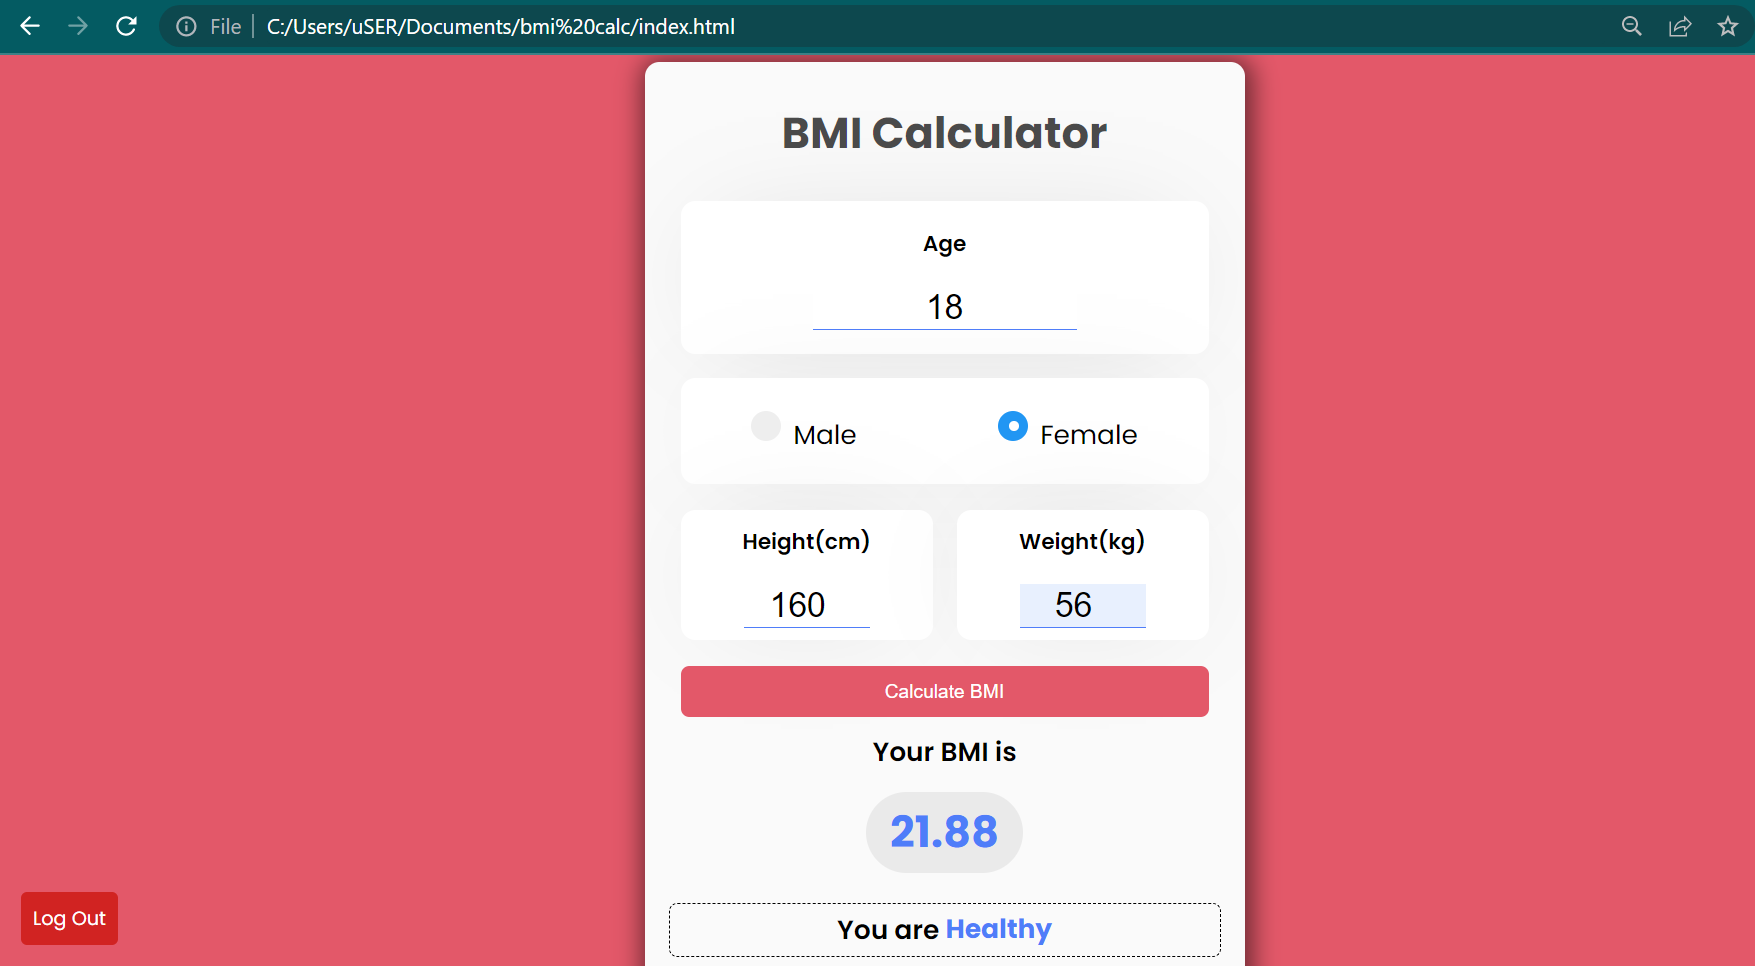 File C:/Users/uSER/Documents/bmi%20calc/index.html
BMI Calculator
Age
18
Male Female
Height(cm) Weight(kg)
160 56
Calculate BMI
Your BMI is
21.88
Log Out
You are Healthy